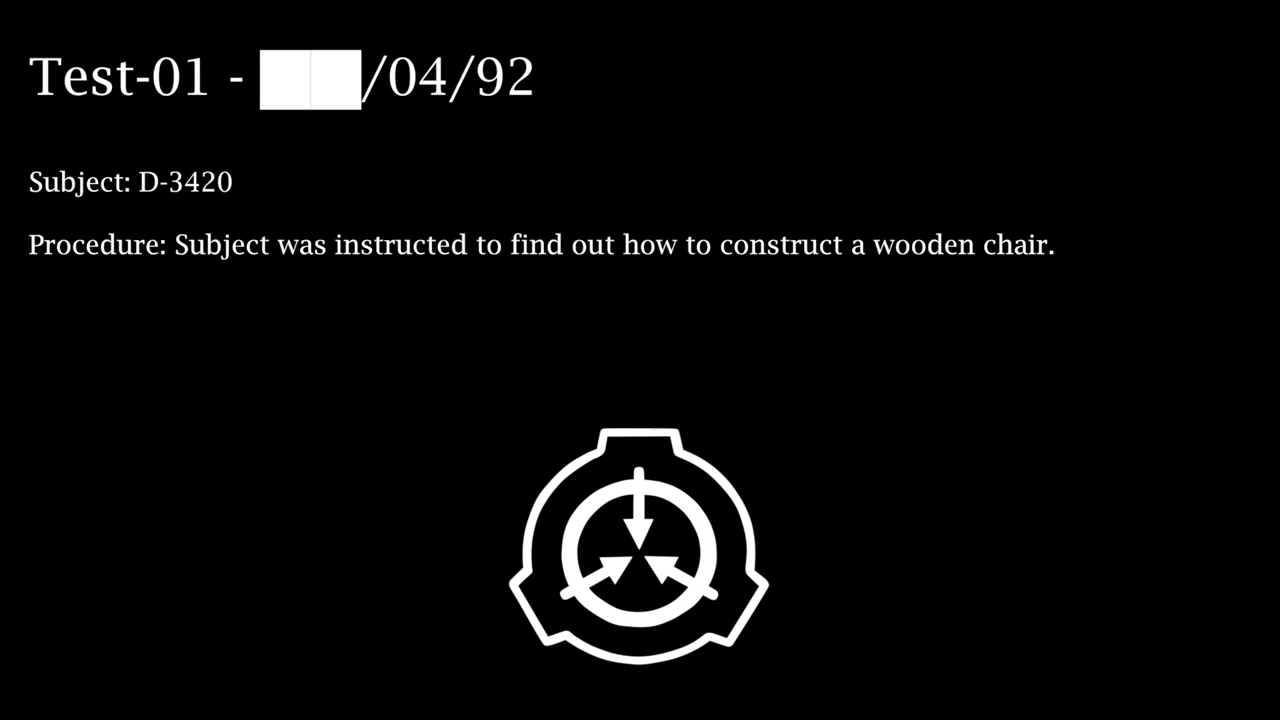 Test-01 - ██/04/92
Subject: D-3420
Procedure: Subject was instructed to find out how to construct a wooden chair.